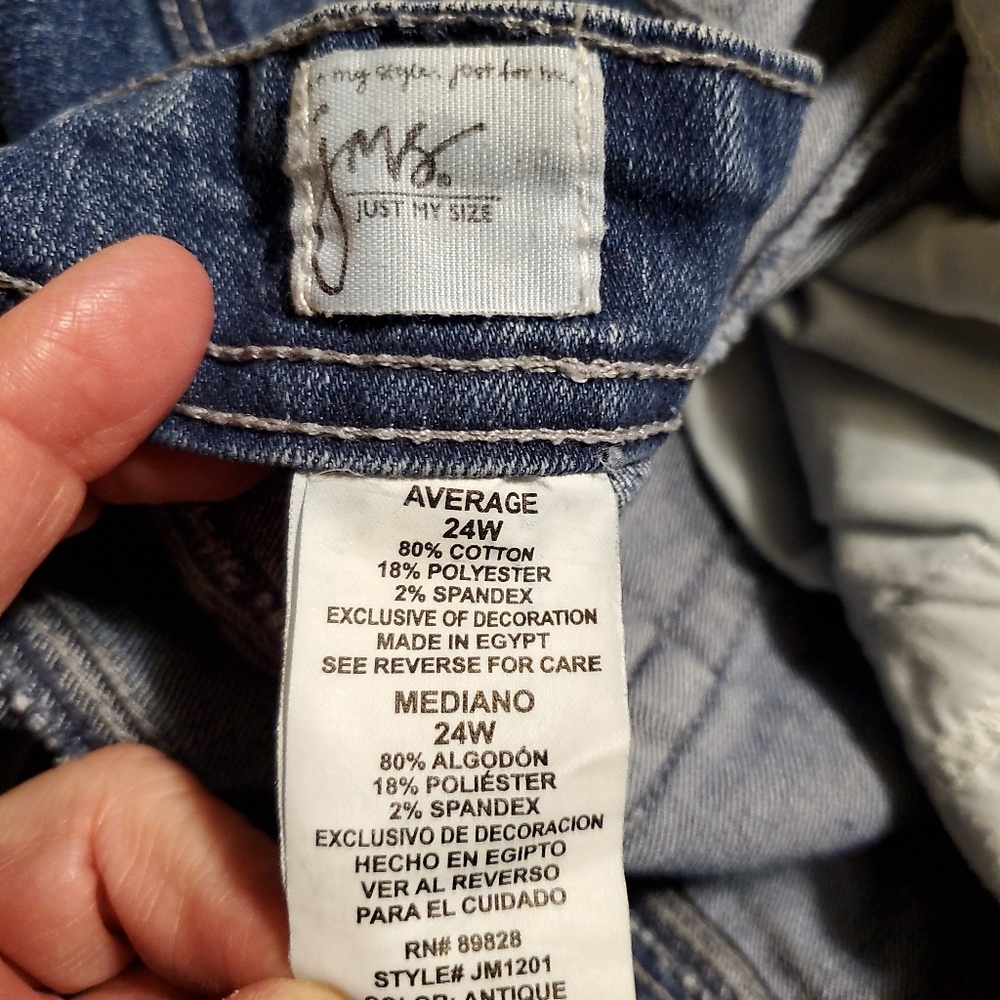 my style. just for me.
jms.
JUST MY SIZE
AVERAGE
24W
80% COTTON
18% POLYESTER
2% SPANDEX
EXCLUSIVE OF DECORATION
MADE IN EGYPT
SEE REVERSE FOR CARE
MEDIANO
24W
80% ALGODÓN
18% POLIÉSTER
2% SPANDEX
EXCLUSIVO DE DECORACION
HECHO EN EGIPTO
VER AL REVERSO
PARA EL CUIDADO
RN# 89828
STYLE# JM1201
COLOR: ANTIQUE